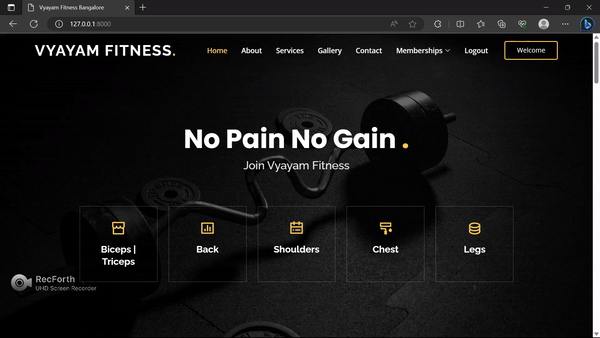 Vyayam Fitness Bangalore
127.0.0.1:8000
VYAYAM FITNESS.
Home About Services Gallery Contact Memberships Logout Welcome
No Pain No Gain .
Join Vyayam Fitness
Biceps |
Triceps
Back
Shoulders
Chest
Legs
RecForth
UHD Screen Recorder